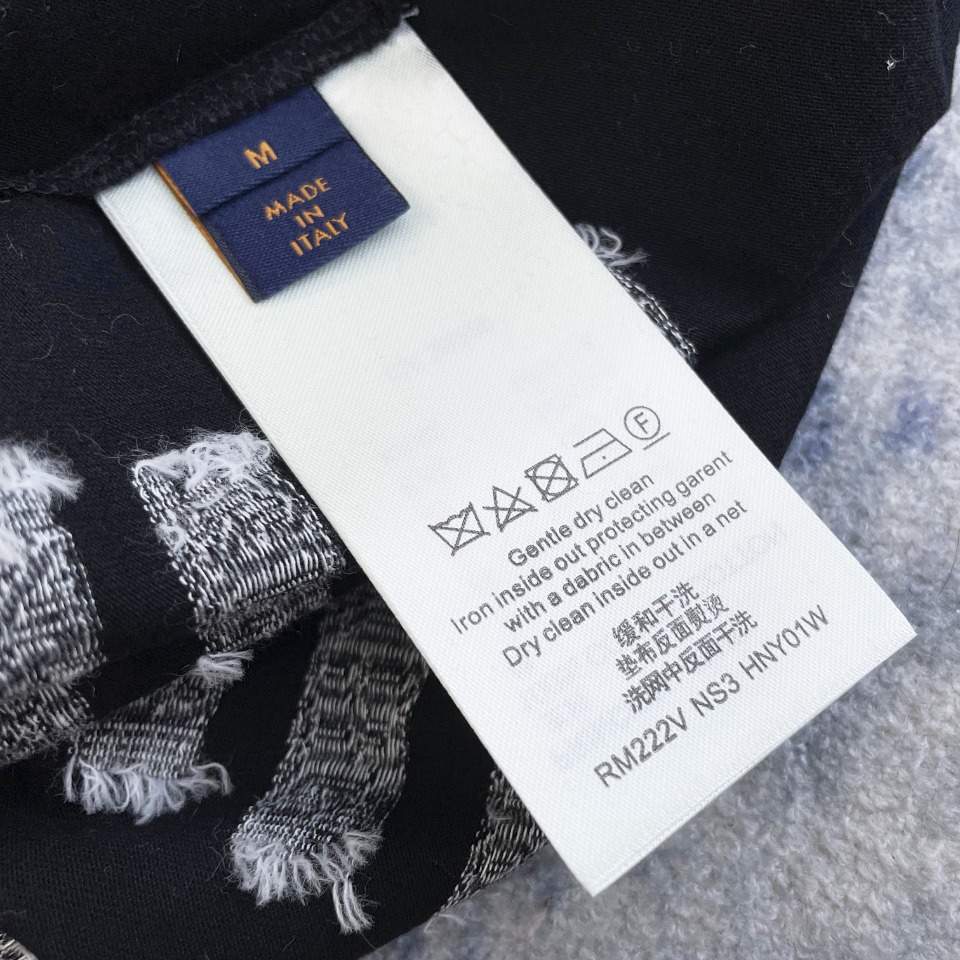 M
MADE
IN
ITALY
F
Gentle dry clean
Iron inside out protecting garent
with a dabric in between
Dry clean inside out in a net
缓和干洗
垫布反面熨烫
洗网中反面干洗
RM222V NS3 HNY01W